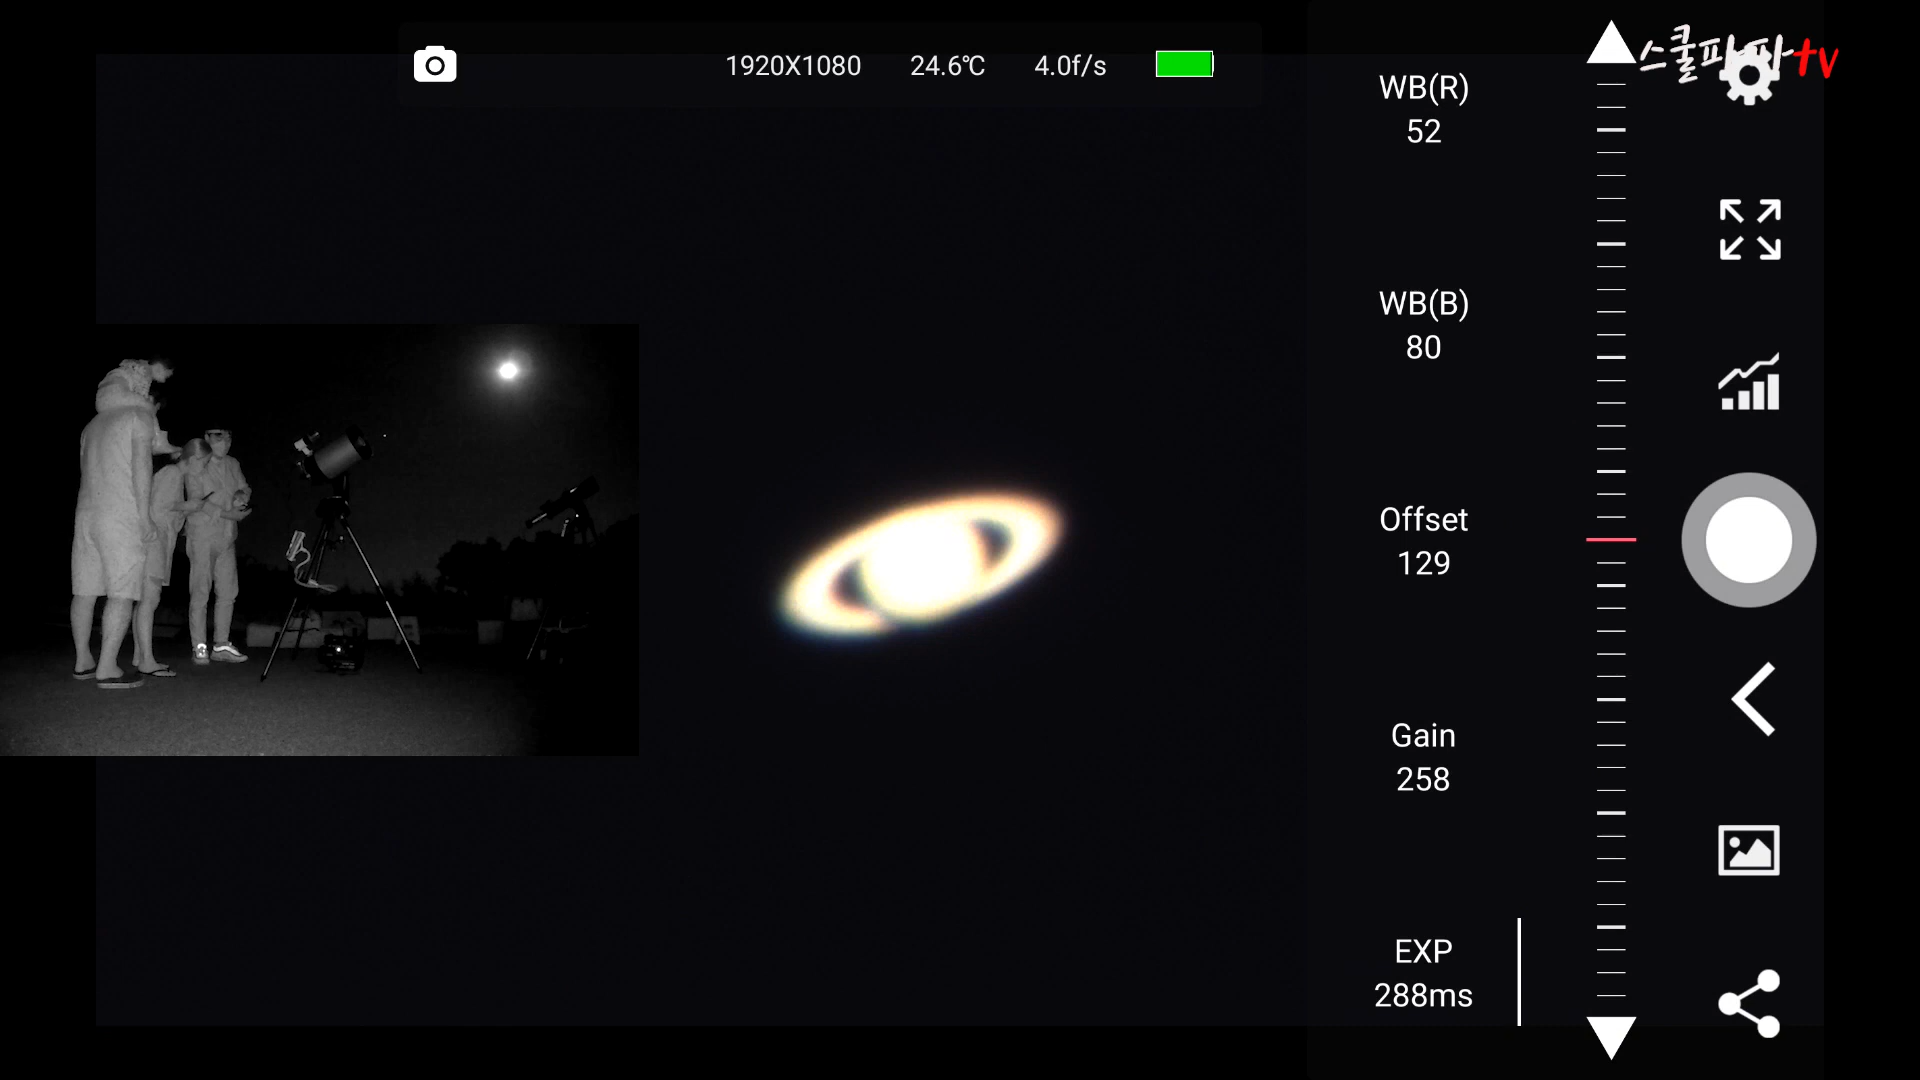 1920X1080 24.6℃ 4.0f/s
스쿨파파tv
WB(R)
52
WB(B)
80
Offset
129
Gain
258
EXP
288ms